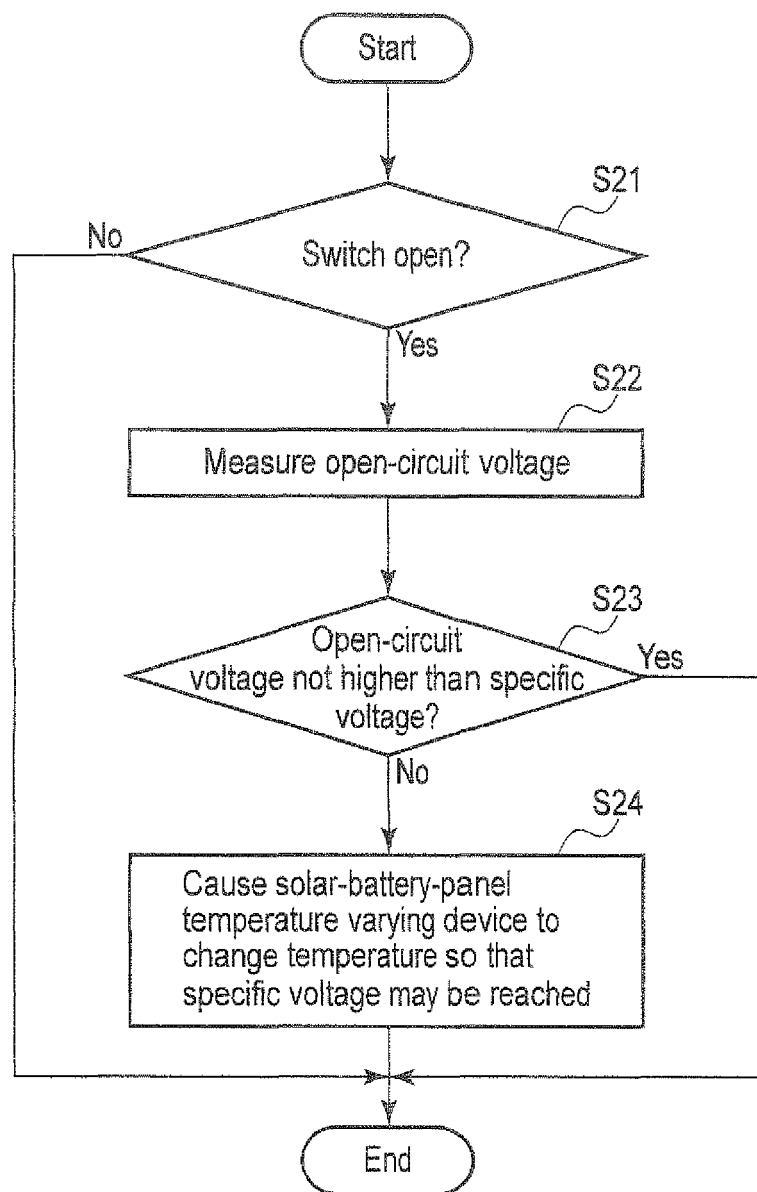 Start
S21
No
Switch open?
Yes
S22
Measure open-circuit voltage
S23
Open-circuit
voltage not higher than specific
voltage?
Yes
No
S24
Cause solar-battery-panel
temperature varying device to
change temperature so that
specific voltage may be reached
End